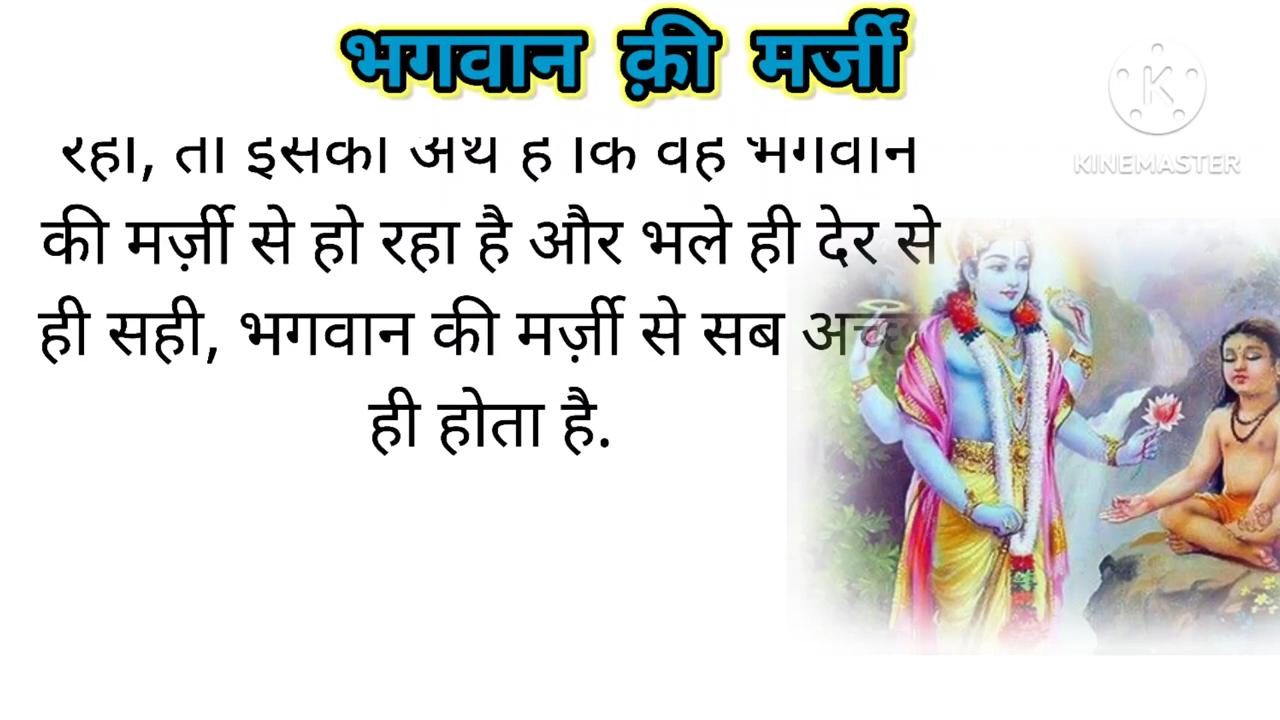 भगवान क़ी मर्जी
KINEMASTER
रहा, तो इसका अर्थ है कि वह भगवान
की मर्ज़ी से हो रहा है और भले ही देर से
ही सही, भगवान की मर्ज़ी से सब अच्छा
ही होता है.